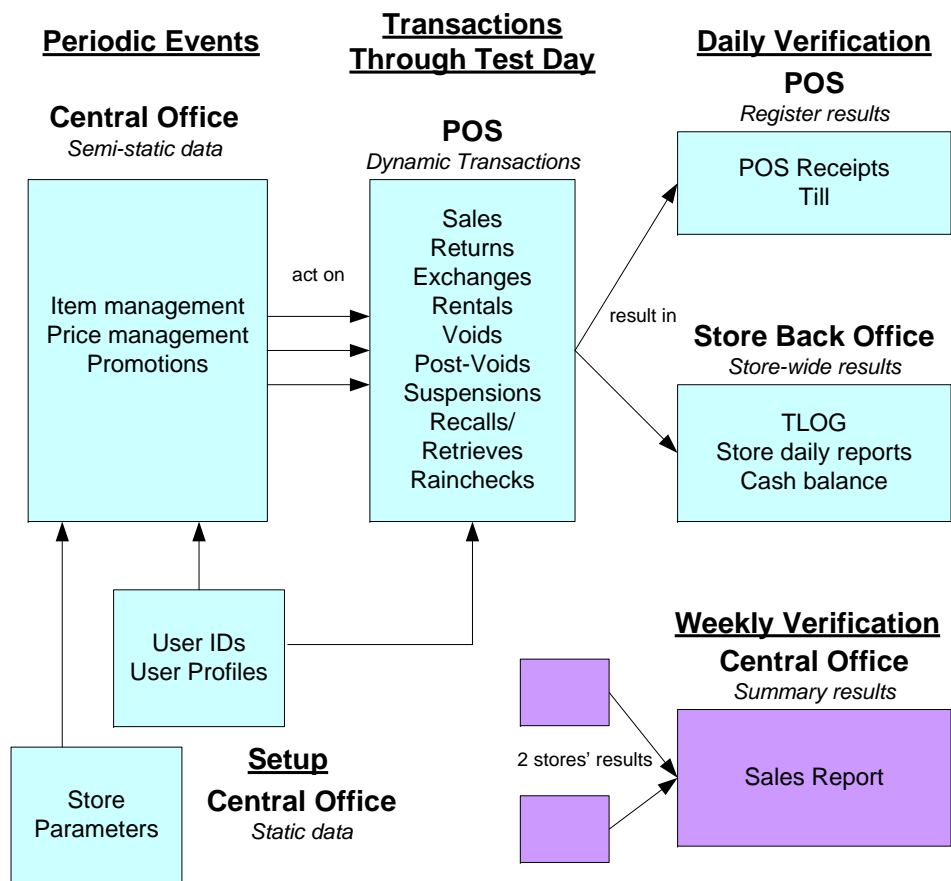 Periodic Events
Central Office
Semi-static data
Item management
Price management
Promotions
act on
Transactions
Through Test Day
POS
Dynamic Transactions
Sales
Returns
Exchanges
Rentals
Voids
Post-Voids
Suspensions
Recalls/
Retrieves
Rainchecks
result in
Daily Verification
POS
Register results
POS Receipts
Till
Store Back Office
Store-wide results
TLOG
Store daily reports
Cash balance
User IDs
User Profiles
Store
Parameters
Setup
Central Office
Static data
Weekly Verification
Central Office
Summary results
2 stores’ results
Sales Report